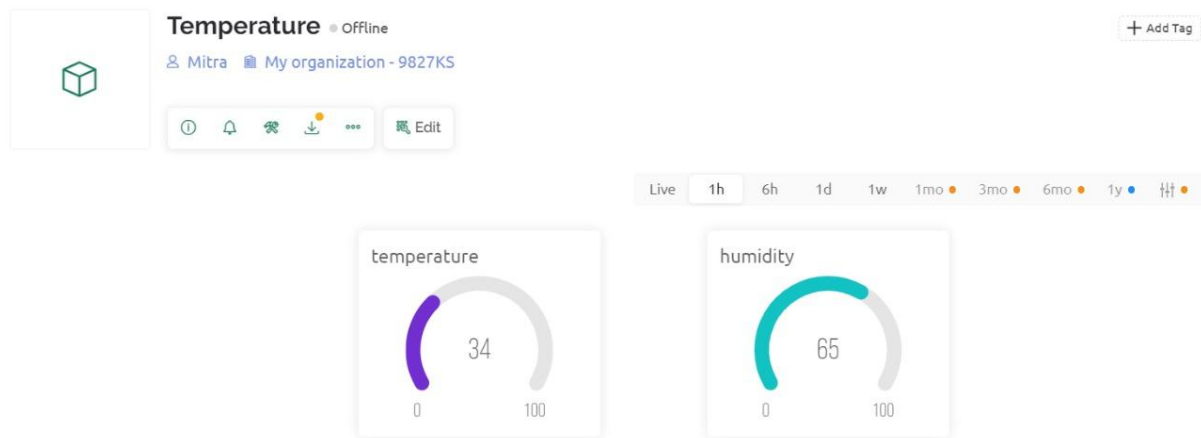 Temperature Offline
+ Add Tag
Mitra My organization - 9827KS
Edit
Live 1h 6h 1d 1w 1mo 3mo 6mo 1y
temperature
34
0 100
humidity
65
0 100